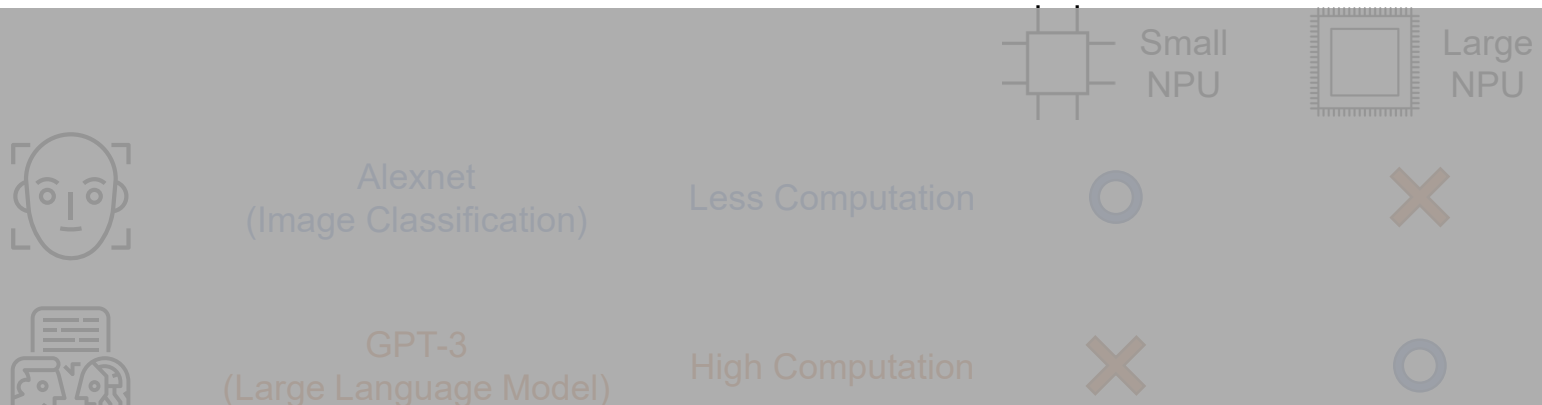 Small
NPU
Large
NPU
Alexnet
(Image Classification)
Less Computation
GPT-3
(Large Language Model)
High Computation